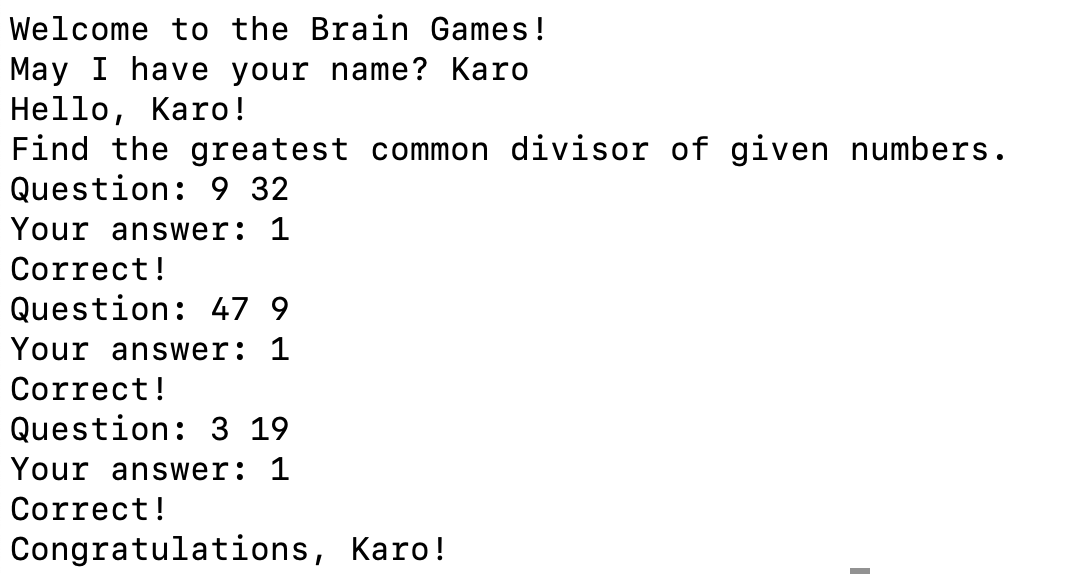 Welcome to the Brain Games!
May I have your name? Karo
Hello, Karo!
Find the greatest common divisor of given numbers.
Question: 9 32
Your answer: 1
Correct!
Question: 47 9
Your answer: 1
Correct!
Question: 3 19
Your answer: 1
Correct!
Congratulations, Karo!